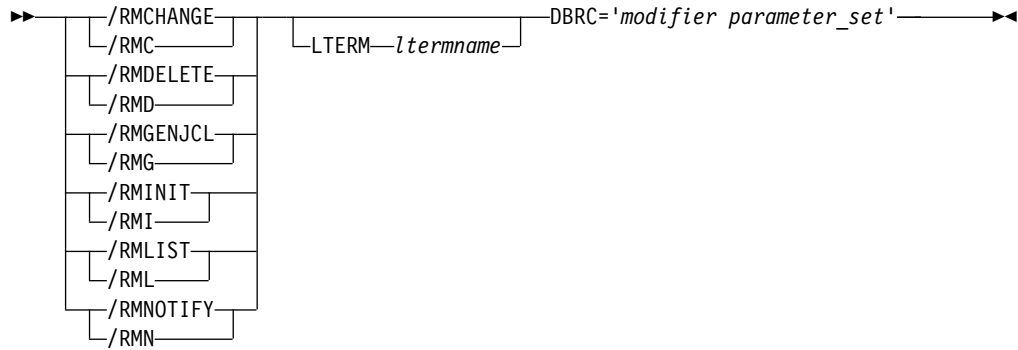 /RMCHANGE DBRC='modifier parameter_set'
/RMC LTERM ltermname
/RMDELETE
/RMD
/RMGENJCL
/RMG
/RMINIT
/RMI
/RMLIST
/RML
/RMNOTIFY
/RMN